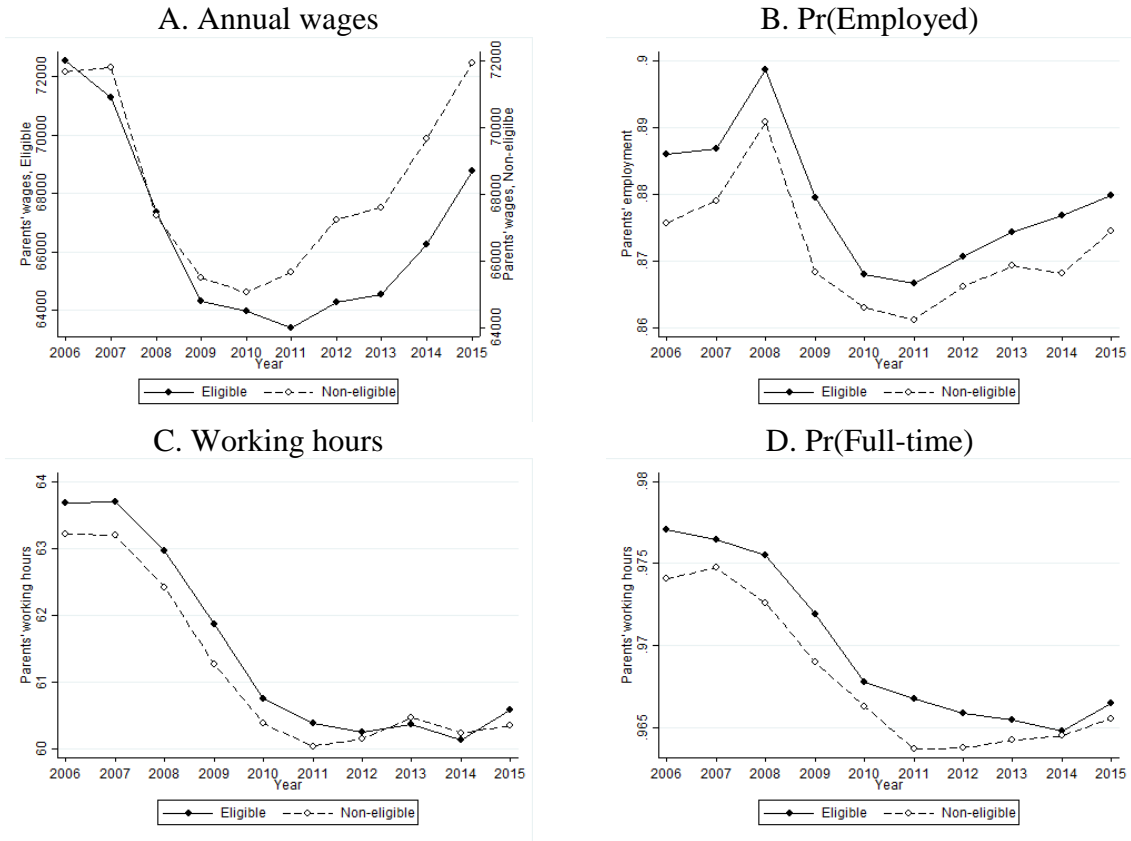 A. Annual wages
72000
70000
68000
66000
64000
Parents' wages, Eligible
72000
70000
68000
66000
64000
Parents' wages, Non-eligilbe
2006 2007 2008 2009 2010 2011 2012 2013 2014 2015
Year
Eligible Non-eligible
B. Pr(Employed)
.9
.89
.88
.87
.86
Parents' employment
2006 2007 2008 2009 2010 2011 2012 2013 2014 2015
Year
Eligible Non-eligible
C. Working hours
64
63
62
61
60
Parents' working hours
2006 2007 2008 2009 2010 2011 2012 2013 2014 2015
Year
Eligible Non-eligible
D. Pr(Full-time)
.98
.975
.97
.965
Parents' working hours
2006 2007 2008 2009 2010 2011 2012 2013 2014 2015
Year
Eligible Non-eligible